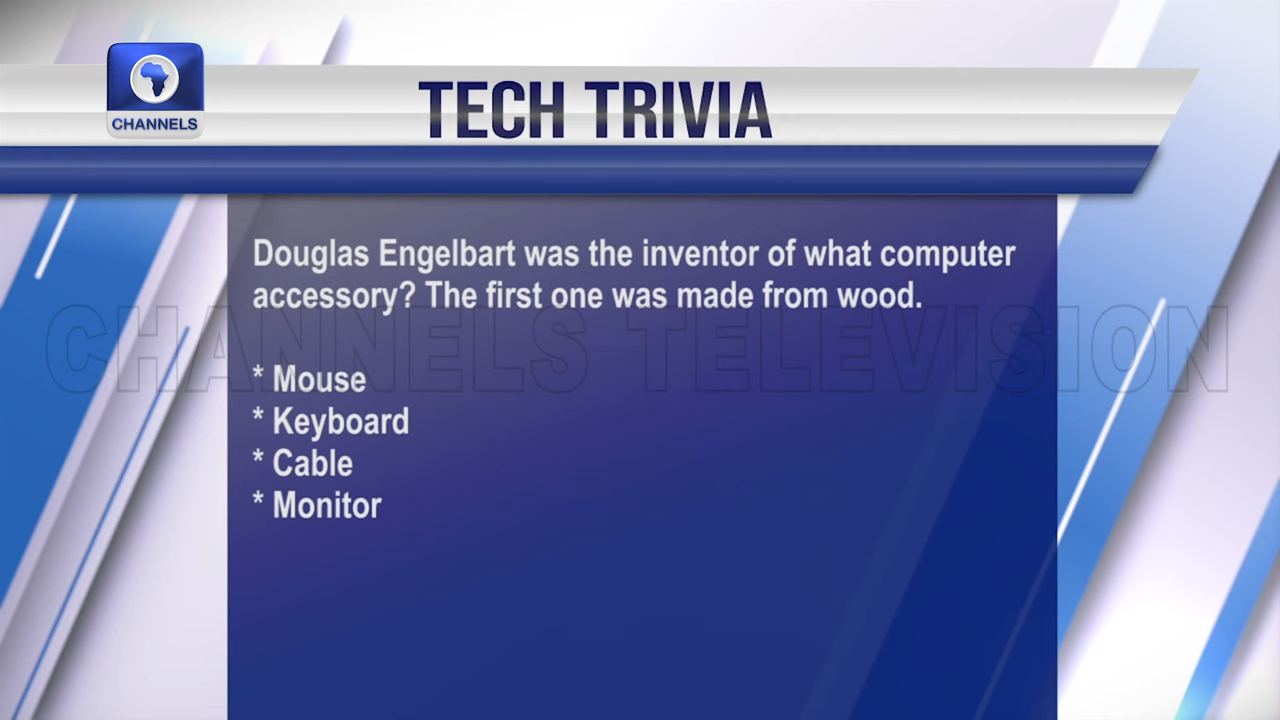 CHANNELS
TECH TRIVIA
Douglas Engelbart was the inventor of what computer
accessory? The first one was made from wood.
CHANNELS TELEVISION
* Mouse
* Keyboard
* Cable
* Monitor